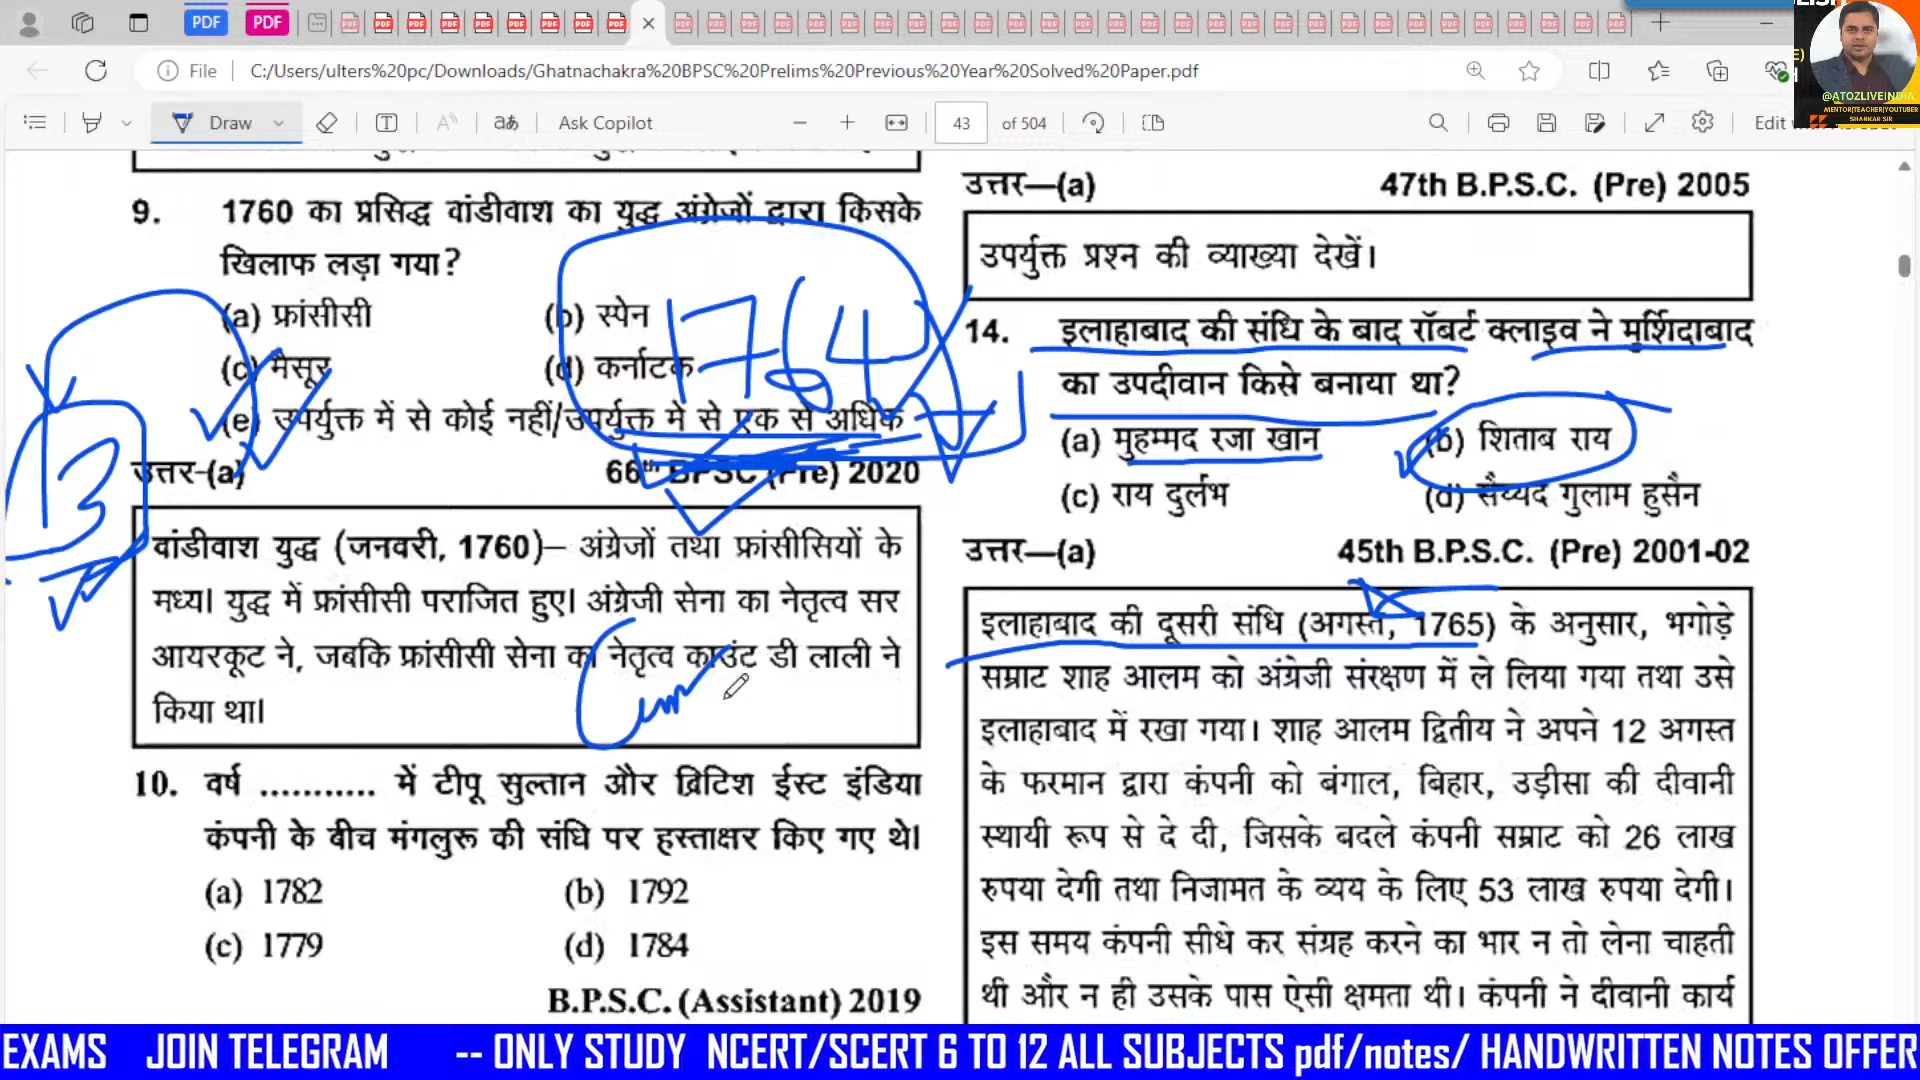 File
C:/Users/ulters%20pc/Downloads/Ghatnachakra%20BPSC%20Prelims%20Previous%20Year%20Solved%20Paper.pdf
Draw
Ask Copilot
43
of 504
@ATOZLIVEINDIA
MENTOR|TEACHER|YOUTUBER
SHANKAR SIR
9. 1760 का प्रसिद्ध वांडीवाश का युद्ध अंग्रेजों द्वारा किसके
खिलाफ लड़ा गया?
(a) फ्रांसीसी (b) स्पेन
(c) मैसूर (d) कर्नाटक
(e) उपर्युक्त में से कोई नहीं/उपर्युक्त में से एक से अधिक
उत्तर-(a) 66th BPSC (Pre) 2020
1764
13
वांडीवाश युद्ध (जनवरी, 1760)– अंग्रेजों तथा फ्रांसीसियों के
मध्य। युद्ध में फ्रांसीसी पराजित हुए। अंग्रेजी सेना का नेतृत्व सर
आयरकूट ने, जबकि फ्रांसीसी सेना का नेतृत्व काउंट डी लाली ने
किया था।
10. वर्ष ............ में टीपू सुल्तान और ब्रिटिश ईस्ट इंडिया
कंपनी के बीच मंगलुरू की संधि पर हस्ताक्षर किए गए थे।
(a) 1782 (b) 1792
(c) 1779 (d) 1784
B.P.S.C. (Assistant) 2019
उत्तर—(a) 47th B.P.S.C. (Pre) 2005
उपर्युक्त प्रश्न की व्याख्या देखें।
14. इलाहाबाद की संधि के बाद रॉबर्ट क्लाइव ने मुर्शिदाबाद
का उपदीवान किसे बनाया था?
(a) मुहम्मद रजा खान (b) शिताब राय
(c) राय दुर्लभ (d) सैय्यद गुलाम हुसैन
उत्तर—(a) 45th B.P.S.C. (Pre) 2001-02
इलाहाबाद की दूसरी संधि (अगस्त, 1765) के अनुसार, भगोड़े
सम्राट शाह आलम को अंग्रेजी संरक्षण में ले लिया गया तथा उसे
इलाहाबाद में रखा गया। शाह आलम द्वितीय ने अपने 12 अगस्त
के फरमान द्वारा कंपनी को बंगाल, बिहार, उड़ीसा की दीवानी
स्थायी रूप से दे दी, जिसके बदले कंपनी सम्राट को 26 लाख
रुपया देगी तथा निजामत के व्यय के लिए 53 लाख रुपया देगी।
इस समय कंपनी सीधे कर संग्रह करने का भार न तो लेना चाहती
थी और न ही उसके पास ऐसी क्षमता थी। कंपनी ने दीवानी कार्य
EXAMS JOIN TELEGRAM -- ONLY STUDY NCERT/SCERT 6 TO 12 ALL SUBJECTS pdf/notes/ HANDWRITTEN NOTES OFFER